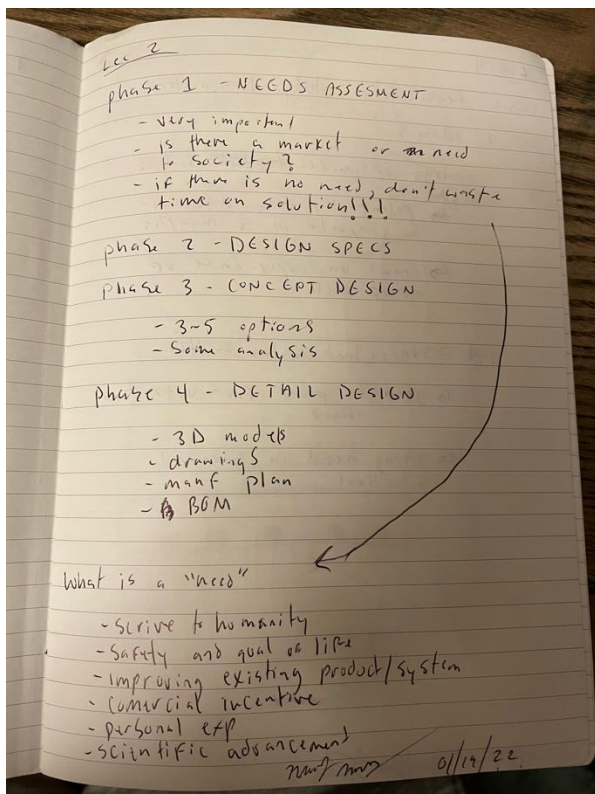 Lec 2
phase 1 - NEEDS ASSESMENT
- very important
- is there a market or need
to society?
- if there is no need, don't waste
time on solution!!!
phase 2 - DESIGN SPECS
phase 3 - CONCEPT DESIGN
- 3-5 options
- Some analysis
phase 4 - DETAIL DESIGN
- 3D models
- drawings
- manf plan
- BOM
What is a "need"
- scrive to humanity
- safety and qual of life
- improving existing product/system
- comercial incentive
- personal exp
- scientific advancement
01/19/22